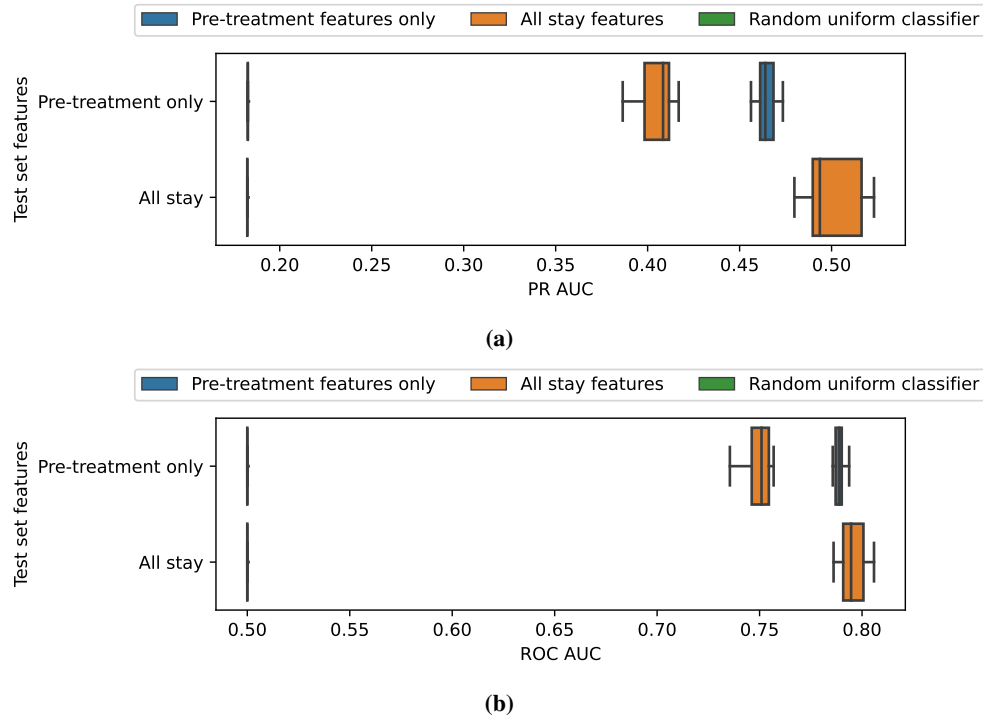 Pre-treatment features only All stay features Random uniform classifier
Test set features
Pre-treatment only
All stay
0.20 0.25 0.30 0.35 0.40 0.45 0.50
PR AUC
(a)
Pre-treatment features only All stay features Random uniform classifier
Test set features
Pre-treatment only
All stay
0.50 0.55 0.60 0.65 0.70 0.75 0.80
ROC AUC
(b)